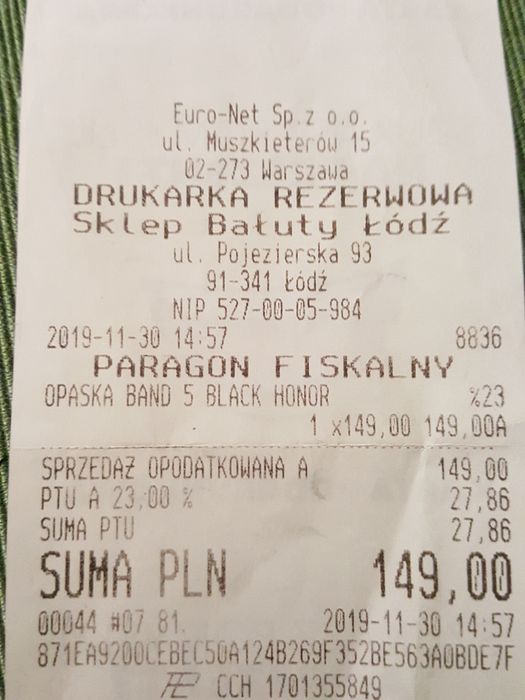 Euro-Net Sp.z o.o.
ul. Muszkieterów 15
02-273 Warszawa
DRUKARKA REZERWOWA
Sklep Bałuty Łódź
ul. Pojezierska 93
91-341 Łódź
NIP 527-00-05-984
2019-11-30 14:57 8836
PARAGON FISKALNY
OPASKA BAND 5 BLACK HONOR %23
1 x149,00 149,00A
SPRZEDAŻ OPODATKOWANA A 149,00
PTU A 23,00 % 27,86
SUMA PTU 27,86
SUMA PLN 149,00
00044 #07 81. 2019-11-30 14:57
871EA9200CEBEC50A124B269F352BE563A0BDE7F
CCH 1701355849